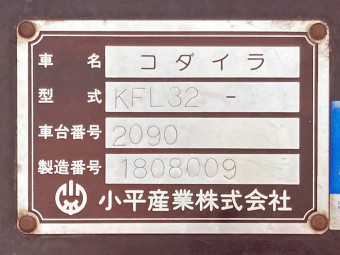 車名 コダイラ
型式 KFL32 -
車台番号 2090
製造番号 1808009
小平産業株式会社